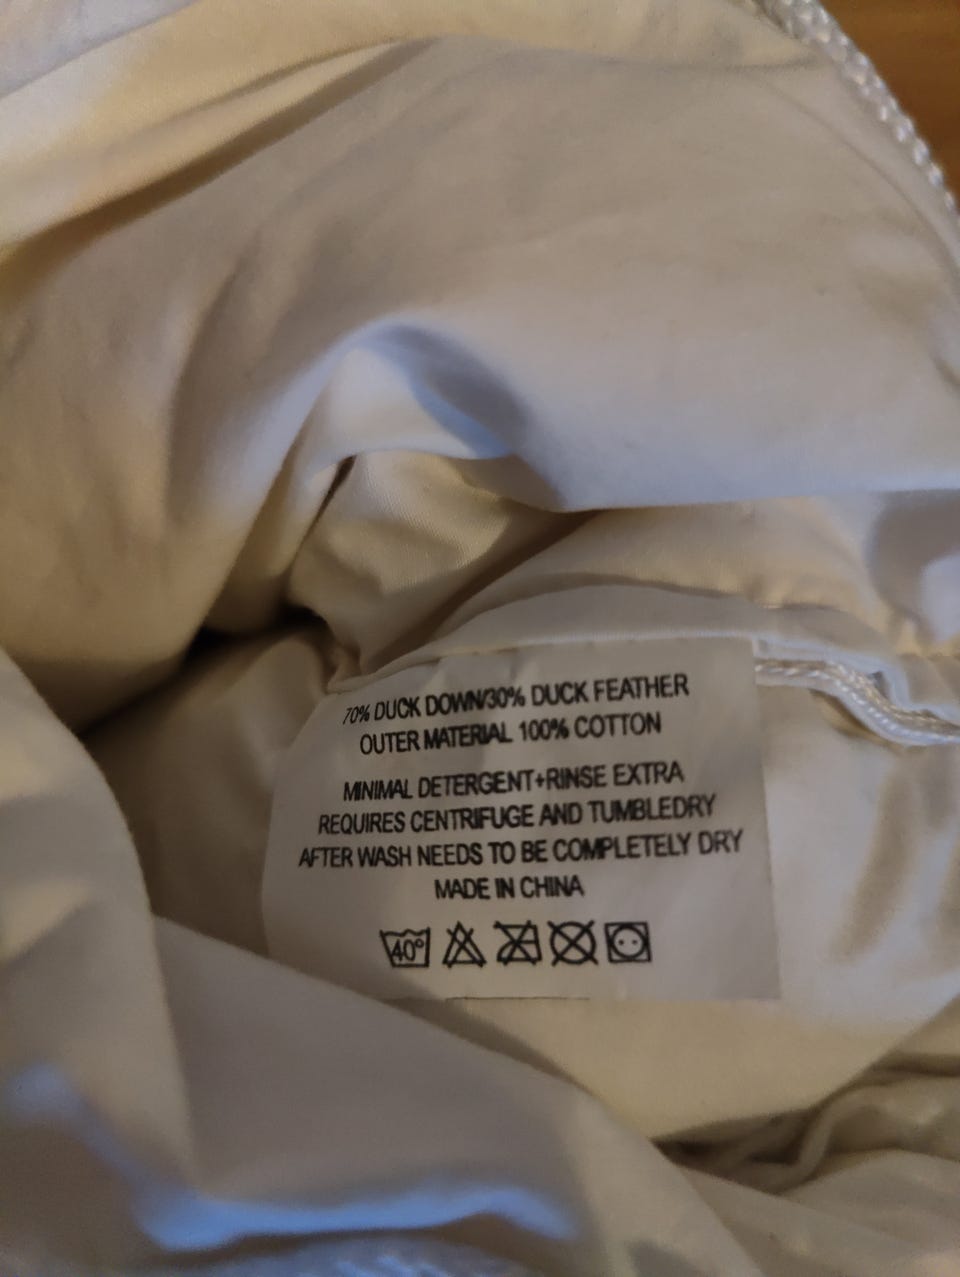 70% DUCK DOWN/30% DUCK FEATHER
OUTER MATERIAL 100% COTTON
MINIMAL DETERGENT+RINSE EXTRA
REQUIRES CENTRIFUGE AND TUMBLEDRY
AFTER WASH NEEDS TO BE COMPLETELY DRY
MADE IN CHINA
40°